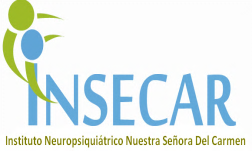 INSECAR
Instituto Neuropsiquiátrico Nuestra Señora Del Carmen